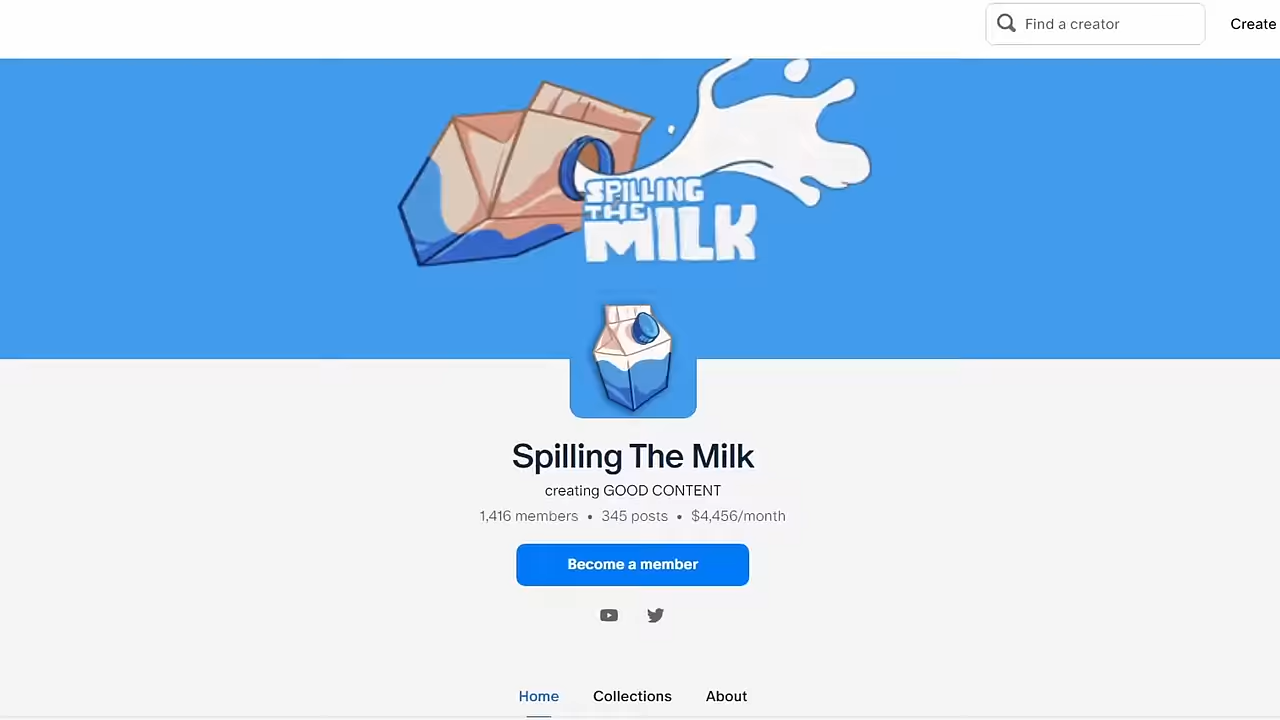 Find a creator
Create
SPILLING
THE
MILK
Spilling The Milk
creating GOOD CONTENT
1,416 members • 345 posts • $4,456/month
Become a member
Home Collections About